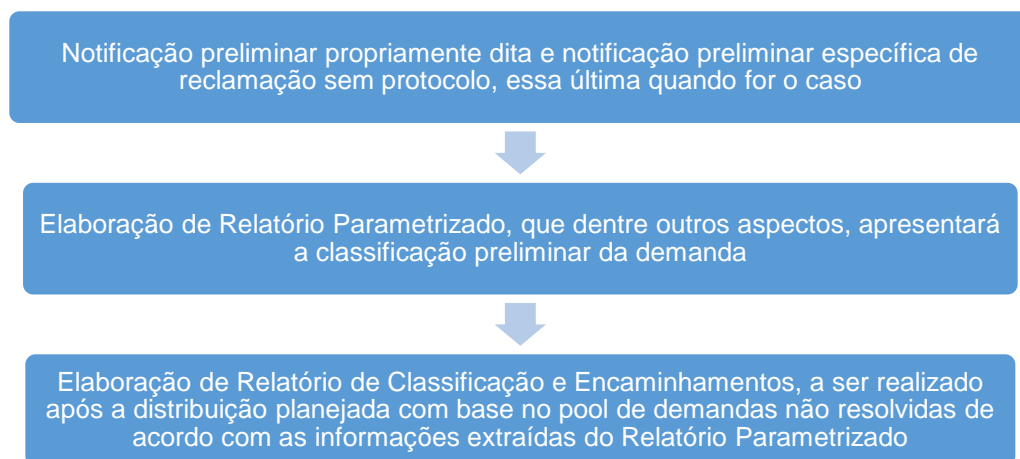 Notificação preliminar propriamente dita e notificação preliminar específica de
reclamação sem protocolo, essa última quando for o caso
Elaboração de Relatório Parametrizado, que dentre outros aspectos, apresentará
a classificação preliminar da demanda
Elaboração de Relatório de Classificação e Encaminhamentos, a ser realizado
após a distribuição planejada com base no pool de demandas não resolvidas de
acordo com as informações extraídas do Relatório Parametrizado